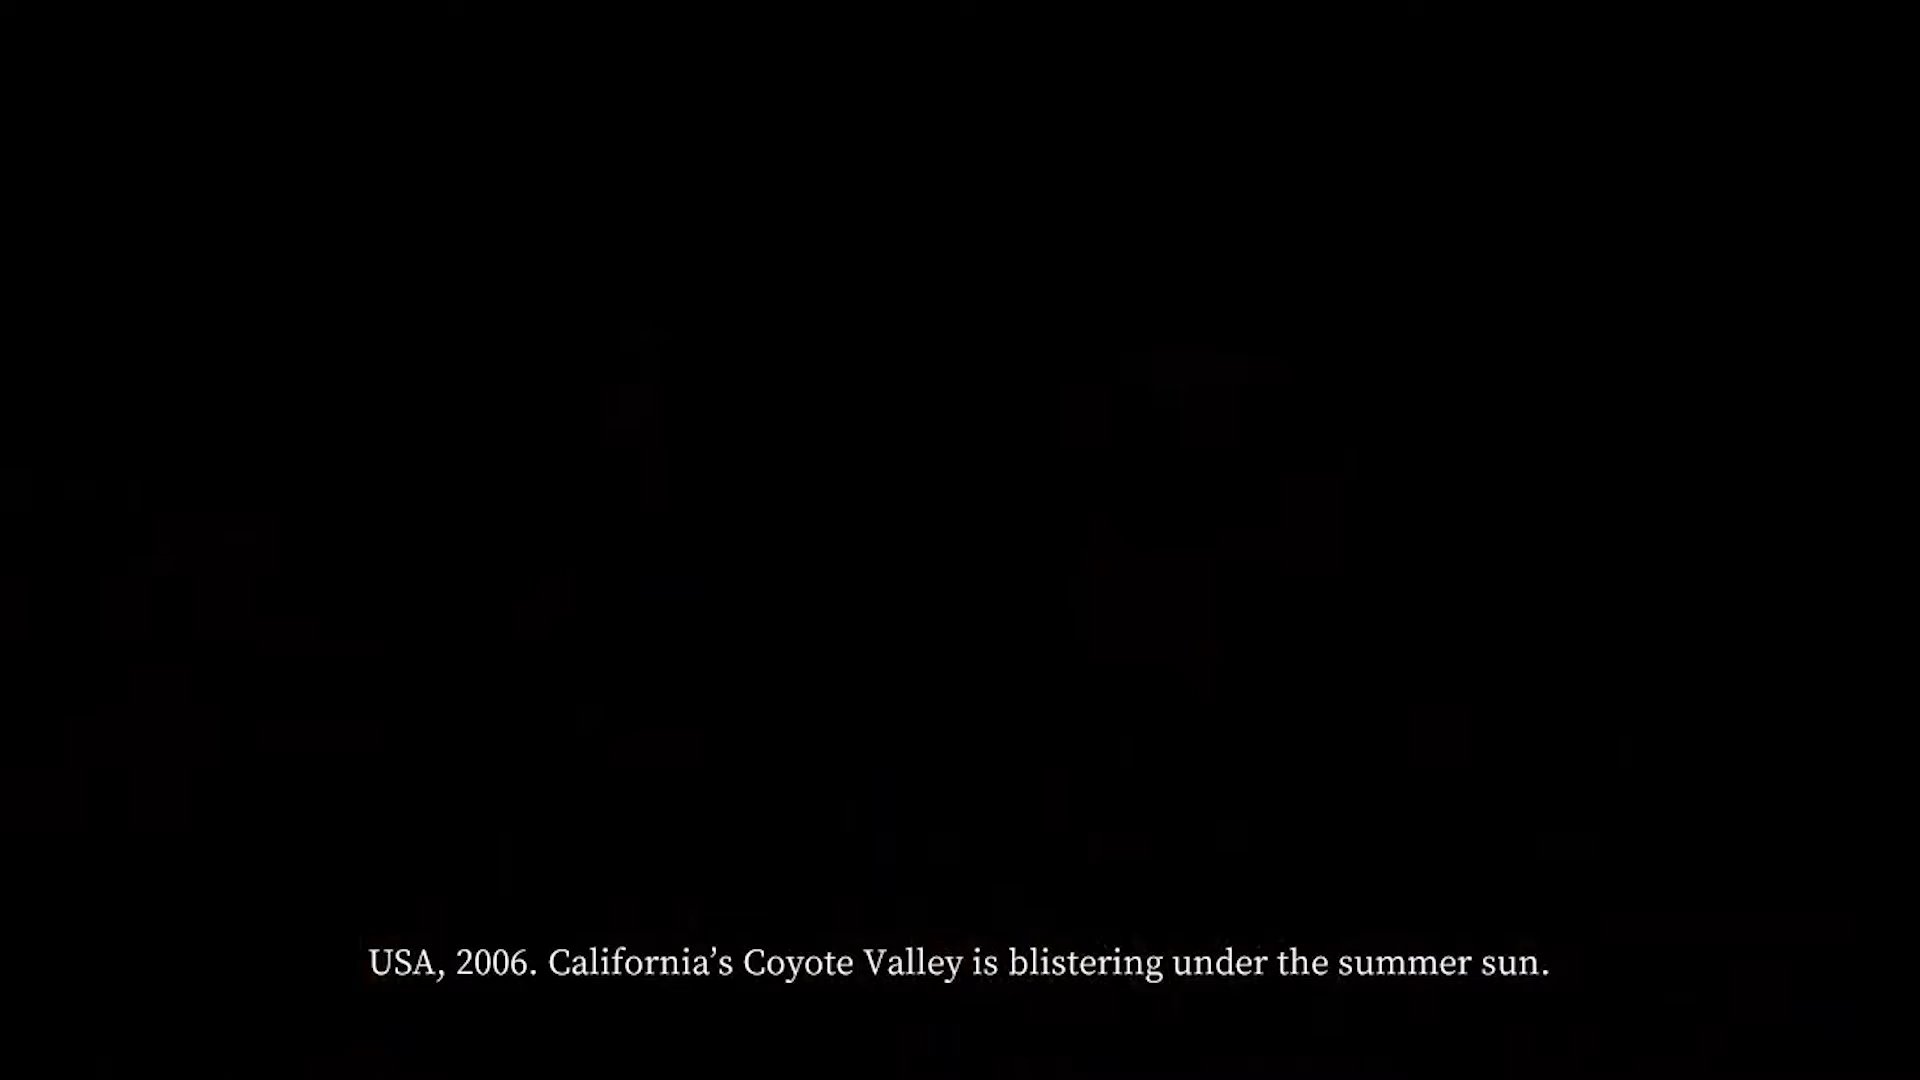 USA, 2006. California’s Coyote Valley is blistering under the summer sun.